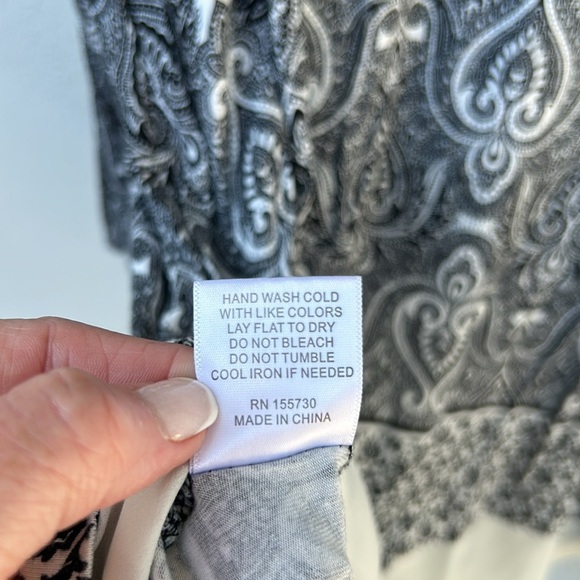 HAND WASH COLD
WITH LIKE COLORS
LAY FLAT TO DRY
DO NOT BLEACH
DO NOT TUMBLE
COOL IRON IF NEEDED
RN 155730
MADE IN CHINA